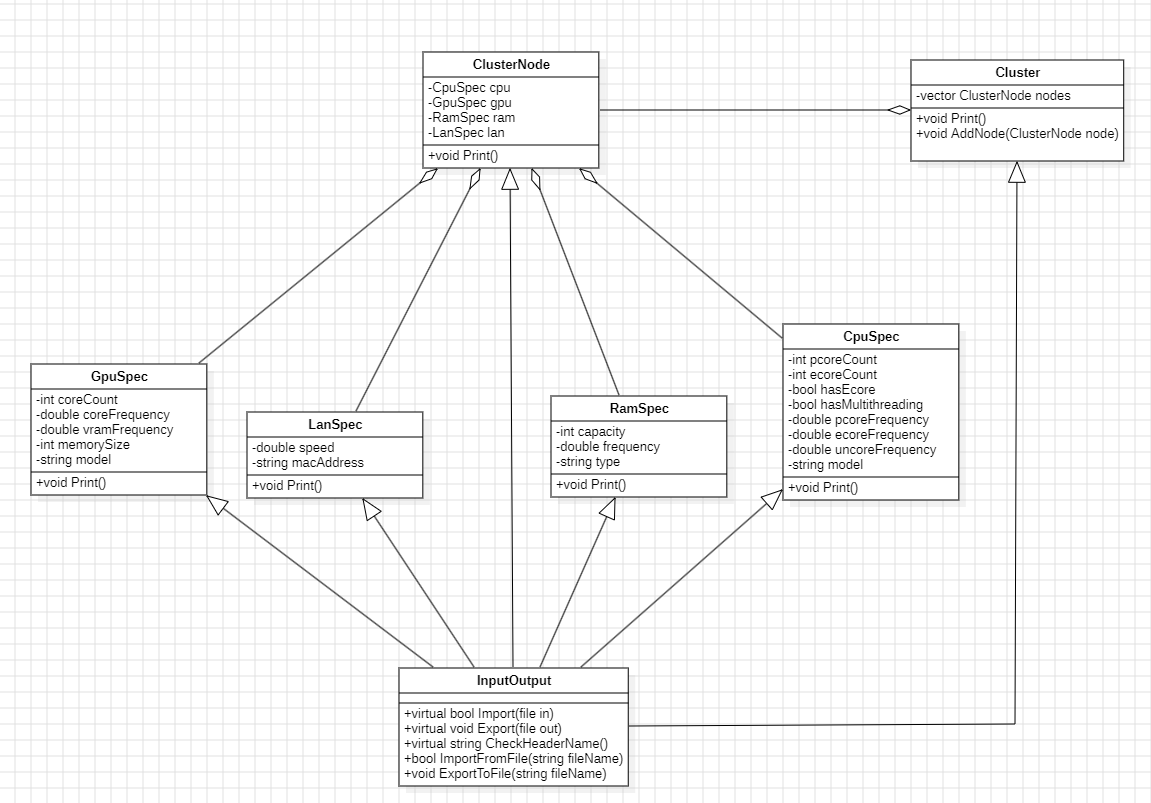 ClusterNode
-CpuSpec cpu
-GpuSpec gpu
-RamSpec ram
-LanSpec lan
+void Print()
Cluster
-vector ClusterNode nodes
+void Print()
+void AddNode(ClusterNode node)
GpuSpec
-int coreCount
-double coreFrequency
-double vramFrequency
-int memorySize
-string model
+void Print()
LanSpec
-double speed
-string macAddress
+void Print()
RamSpec
-int capacity
-double frequency
-string type
+void Print()
CpuSpec
-int pcoreCount
-int ecoreCount
-bool hasEcore
-bool hasMultithreading
-double pcoreFrequency
-double ecoreFrequency
-double uncoreFrequency
-string model
+void Print()
InputOutput
+virtual bool Import(file in)
+virtual void Export(file out)
+virtual string CheckHeaderName()
+bool ImportFromFile(string fileName)
+void ExportToFile(string fileName)